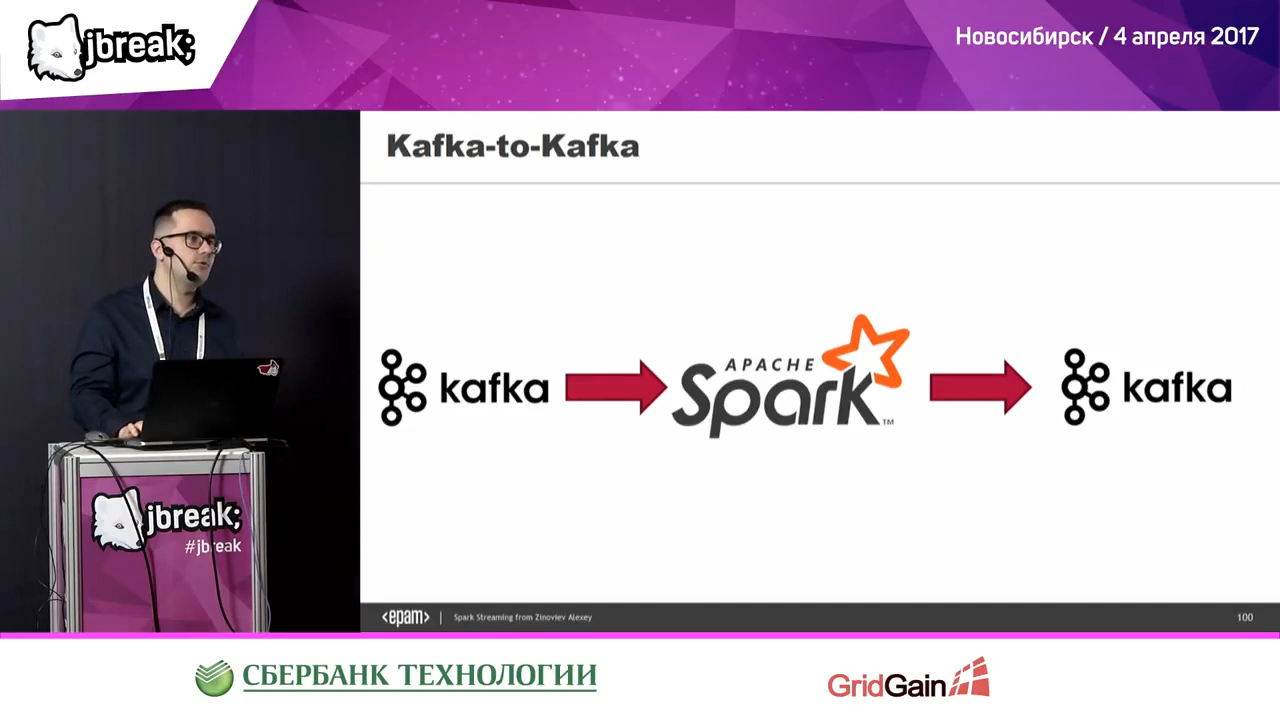 jbreak;
Новосибирск / 4 апреля 2017
Kafka-to-Kafka
kafka
APACHE
Spark™
kafka
jbreak;
#jbreak
<epam> | Spark Streaming from Zinoviev Alexey
100
СБЕРБАНК ТЕХНОЛОГИИ
GridGain